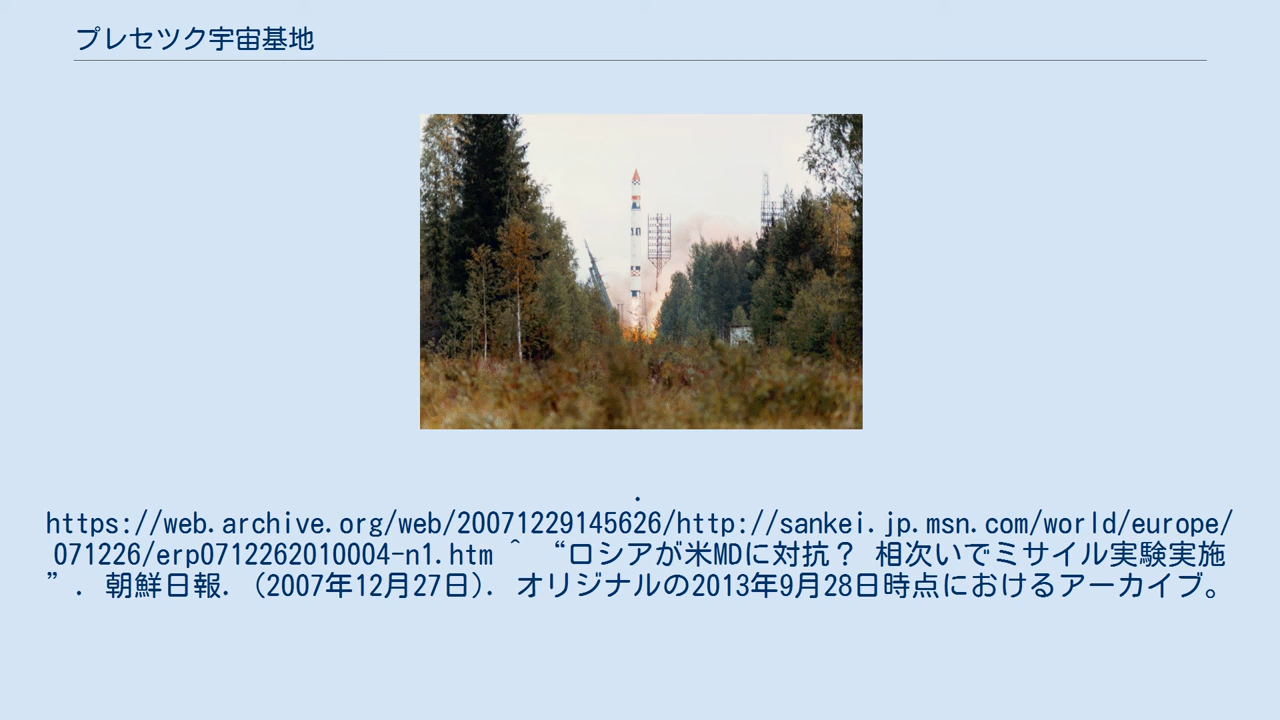 プレセツク宇宙基地
.
https://web.archive.org/web/20071229145626/http://sankei.jp.msn.com/world/europe/
071226/erp0712262010004-n1.htm ^ “ロシアが米MDに対抗？ 相次いでミサイル実験実施
”. 朝鮮日報. (2007年12月27日). オリジナルの2013年9月28日時点におけるアーカイブ。